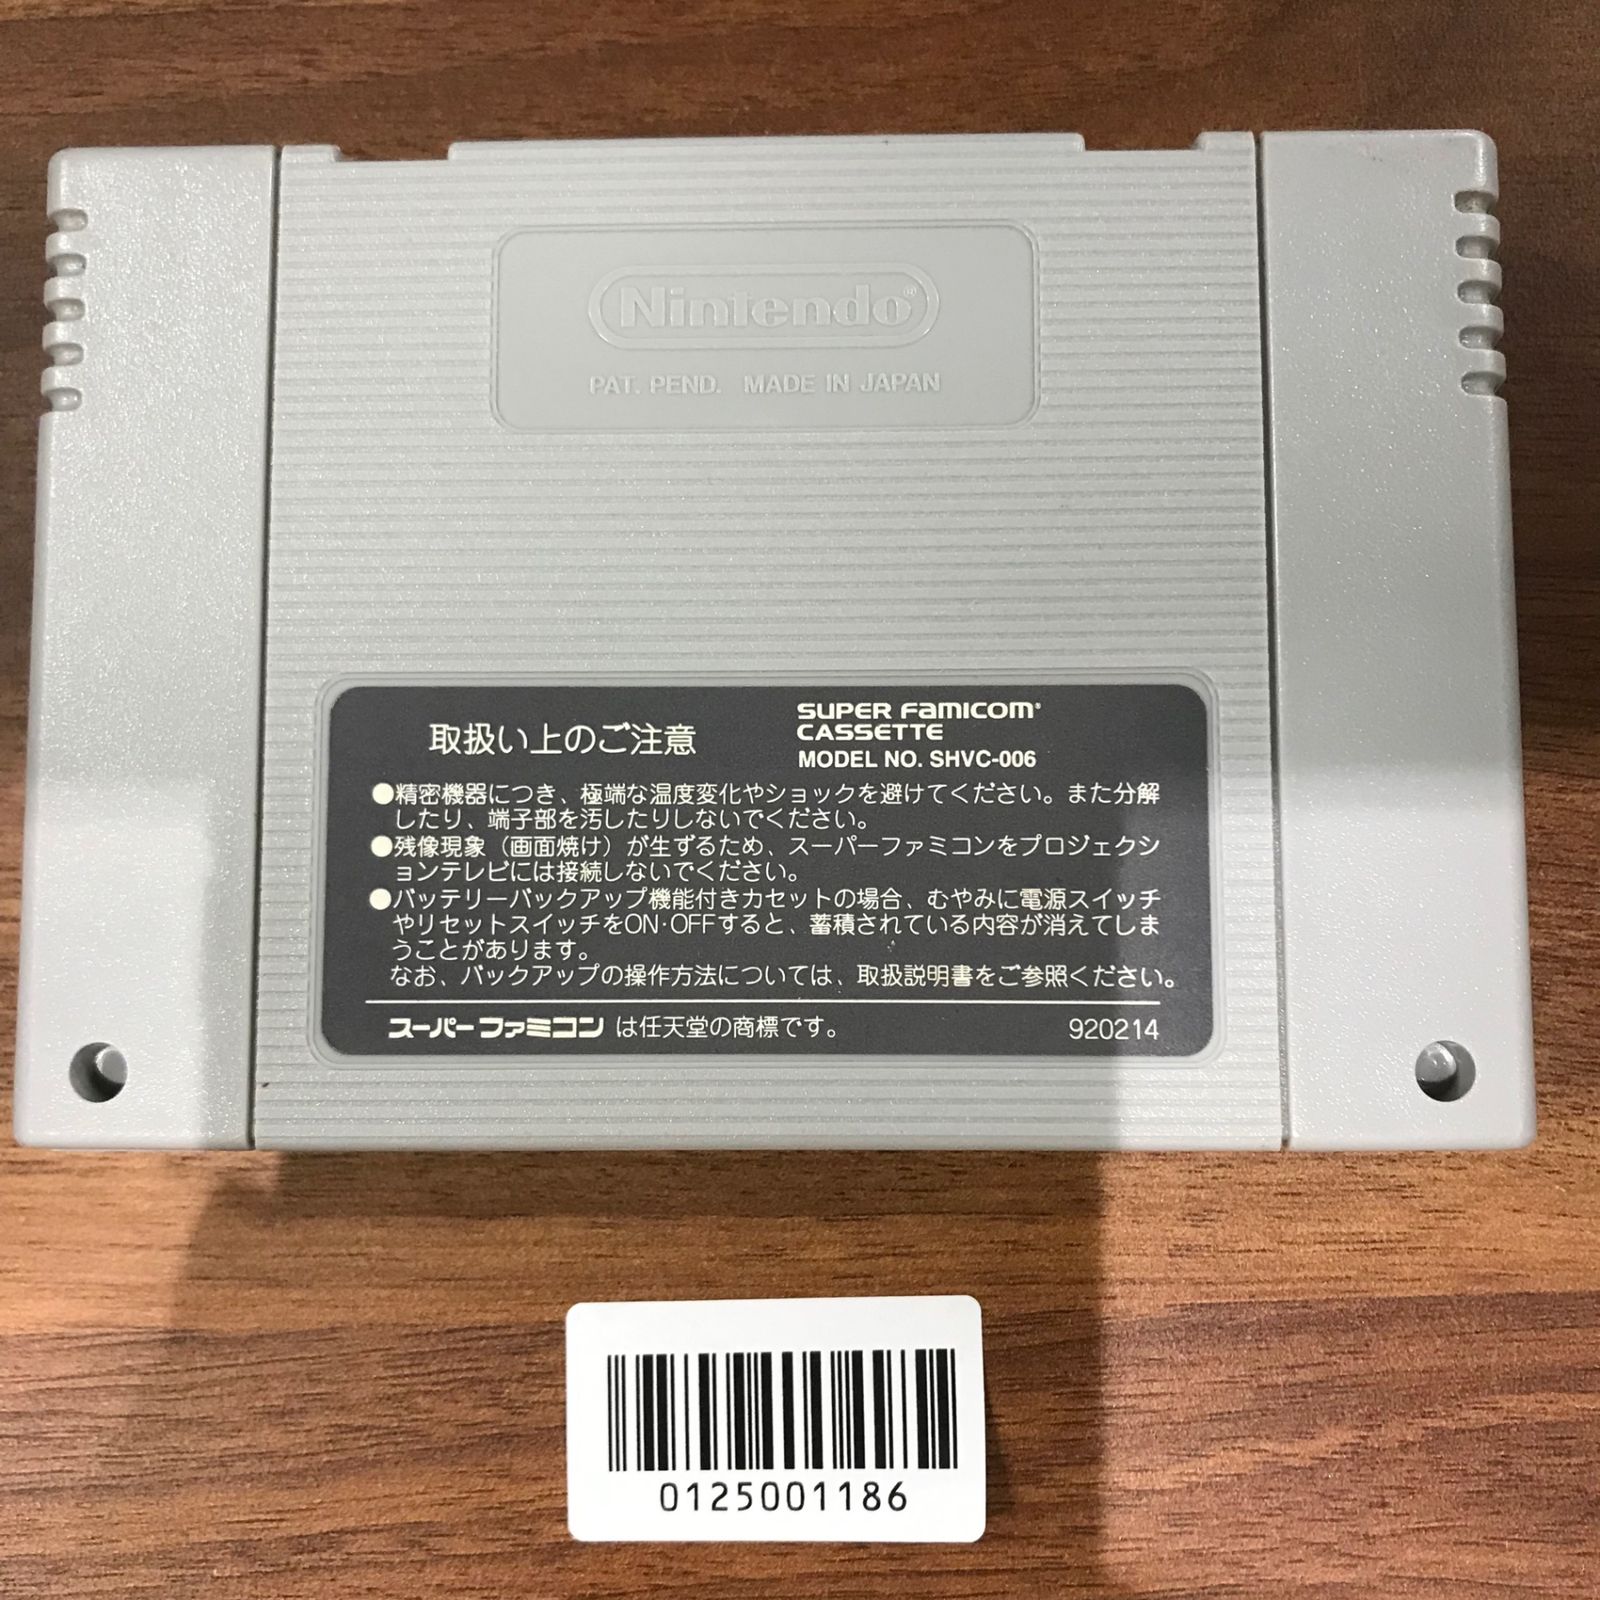 Nintendo®
PAT. PEND. MADE IN JAPAN
取扱い上のご注意
SUPER FAMICOM®
CASSETTE
MODEL NO. SHVC-006
●精密機器につき、極端な温度変化やショックを避けてください。また分解
したり、端子部を汚したりしないでください。
●残像現象（画面焼け）が生ずるため、スーパーファミコンをプロジェクシ
ョンテレビには接続しないでください。
●バッテリーバックアップ機能付きカセットの場合、むやみに電源スイッチ
やリセットスイッチをON・OFFすると、蓄積されている内容が消えてしま
うことがあります。
なお、バックアップの操作方法については、取扱説明書をご参照ください。
スーパーファミコン は任天堂の商標です。 920214
0125001186